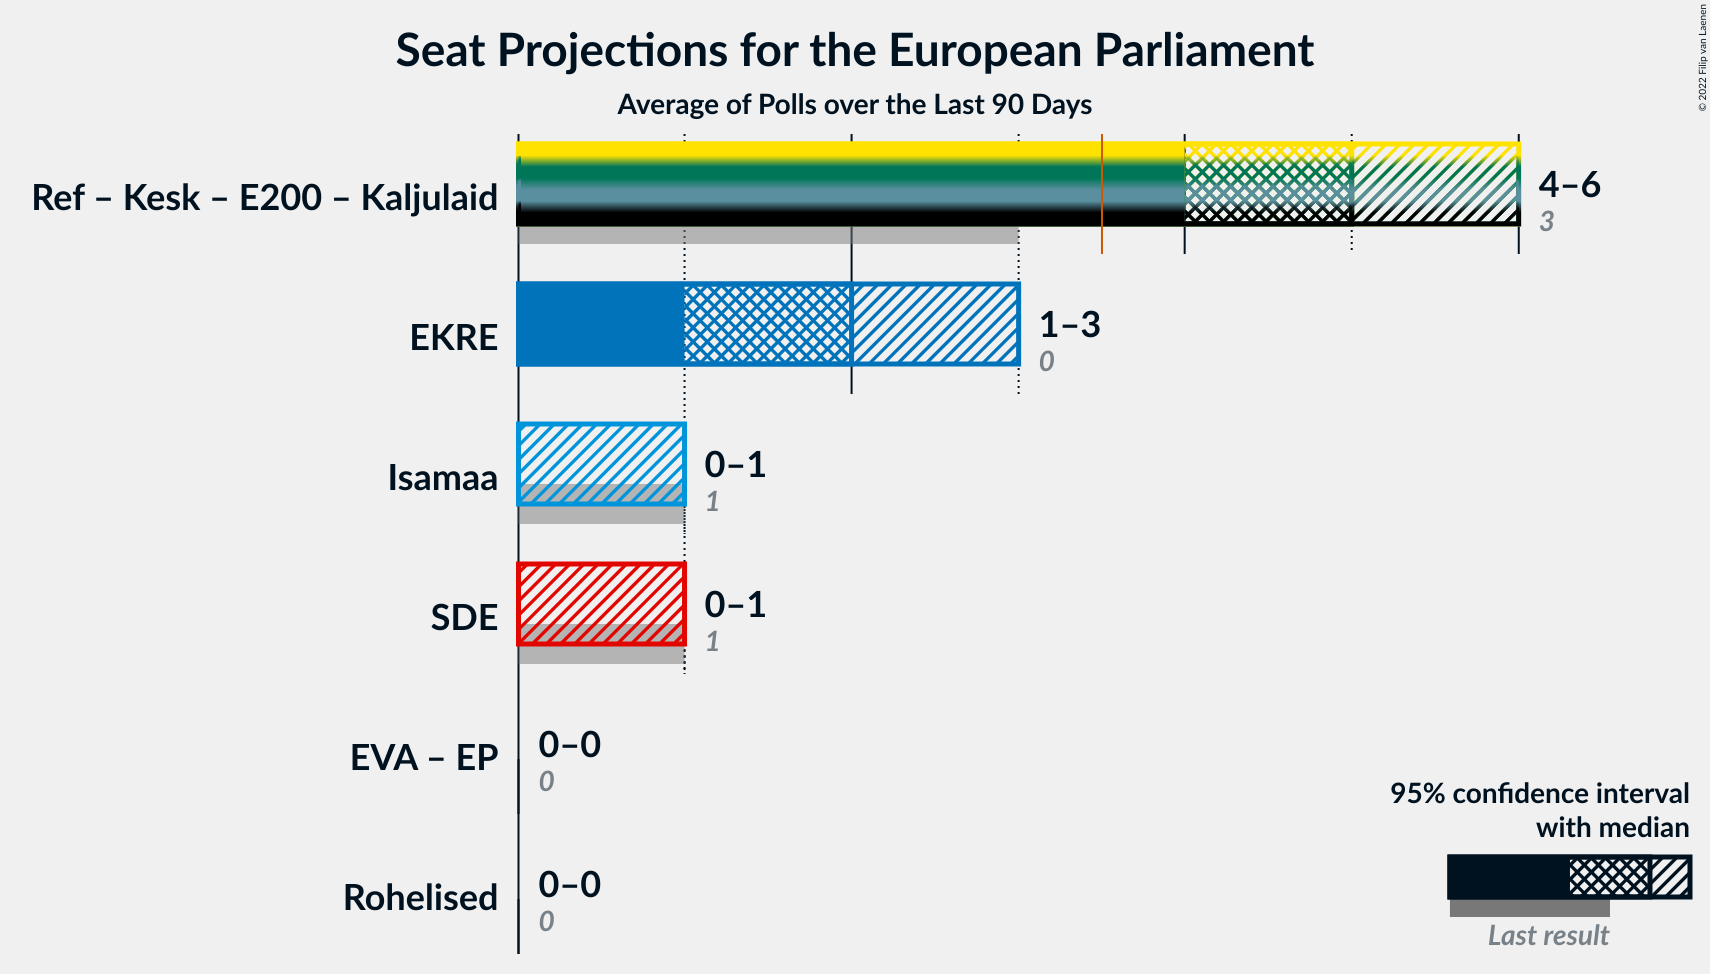 Seat Projections for the European Parliament
Average of Polls over the Last 90 Days
© 2022 Filip van Laenen
Ref – Kesk – E200 – Kaljulaid
4–6
3
EKRE
1–3
0
Isamaa
0–1
1
SDE
0–1
1
EVA – EP
0–0
0
Rohelised
0–0
0
95% confidence interval
with median
Last result